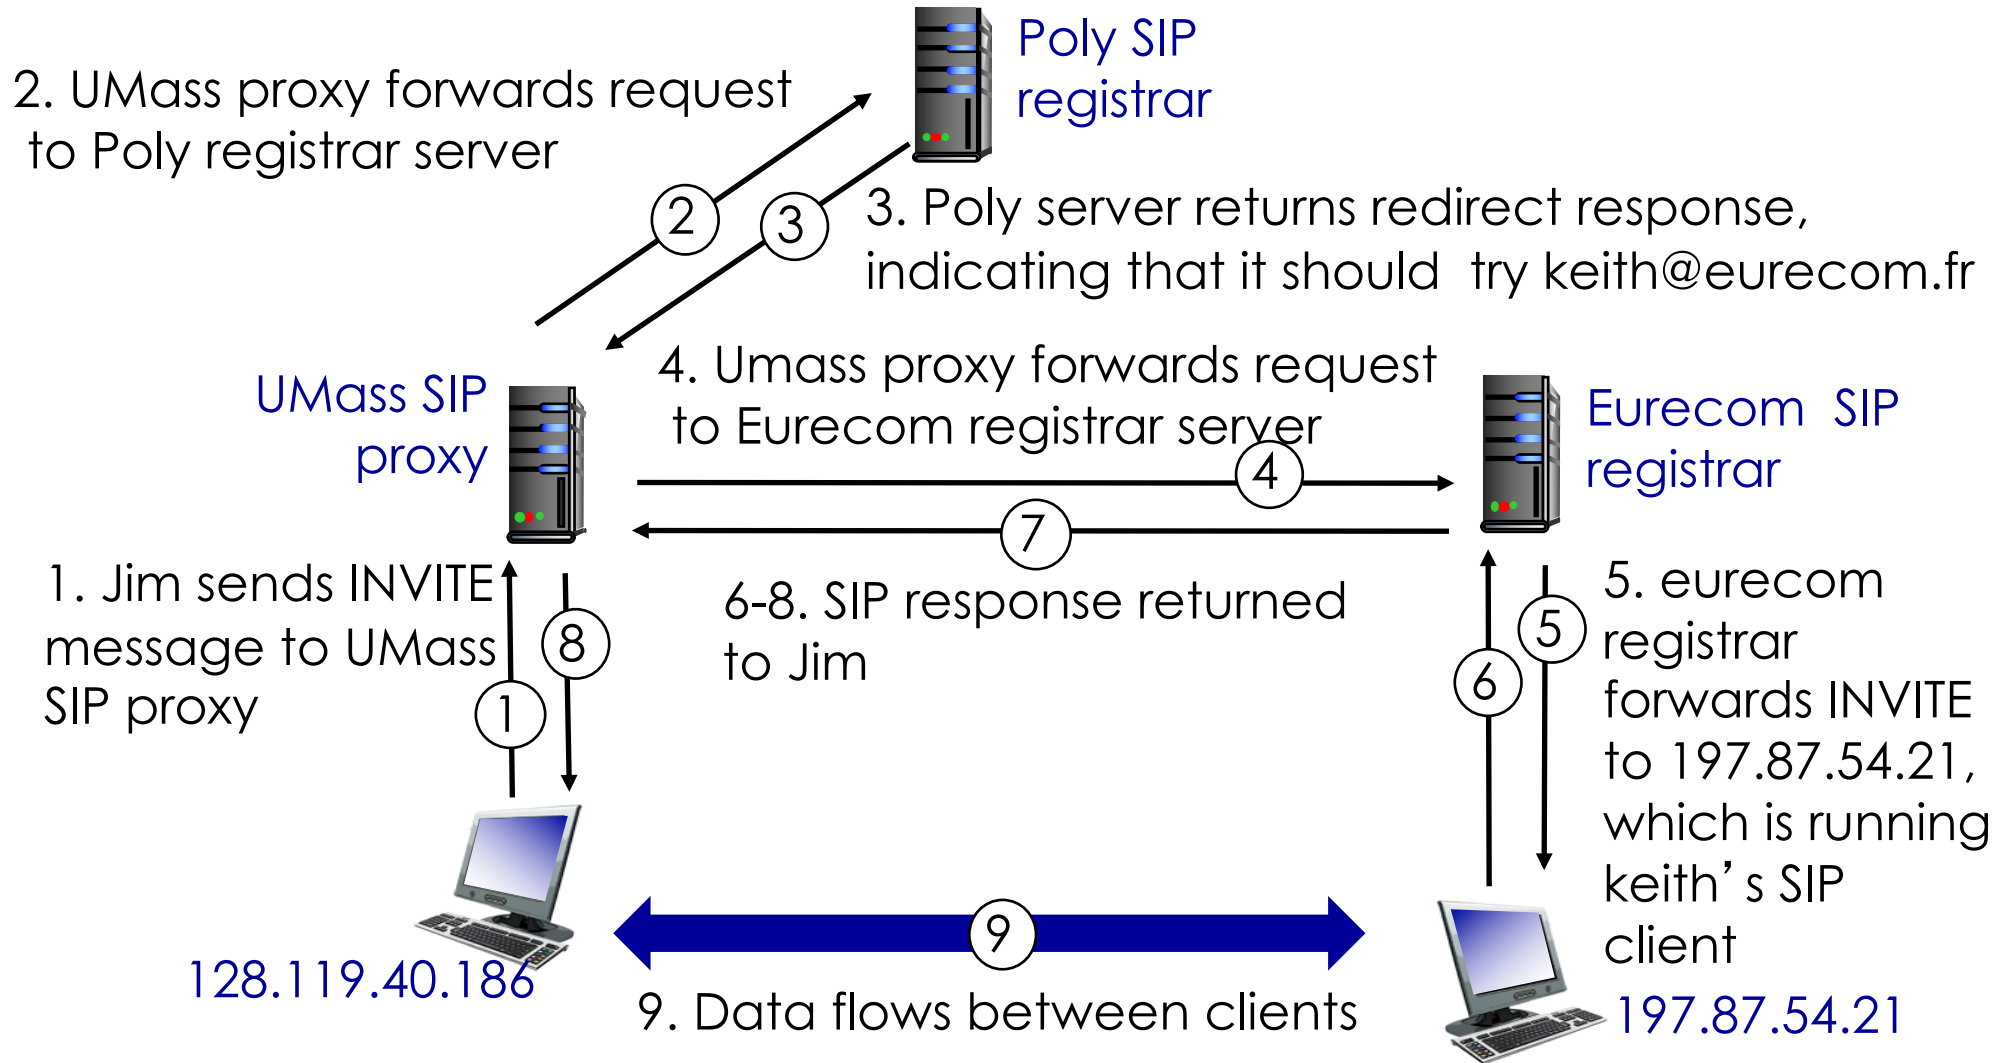 Poly SIP
registrar
2. UMass proxy forwards request
to Poly registrar server
2
3
3. Poly server returns redirect response,
indicating that it should try keith@eurecom.fr
UMass SIP
proxy
4. Umass proxy forwards request
to Eurecom registrar server
4
Eurecom SIP
registrar
7
1. Jim sends INVITE
message to UMass
SIP proxy
1
8
6-8. SIP response returned
to Jim
6
5
5. eurecom
registrar
forwards INVITE
to 197.87.54.21,
which is running
keith’s SIP
client
128.119.40.186
9
9. Data flows between clients
197.87.54.21